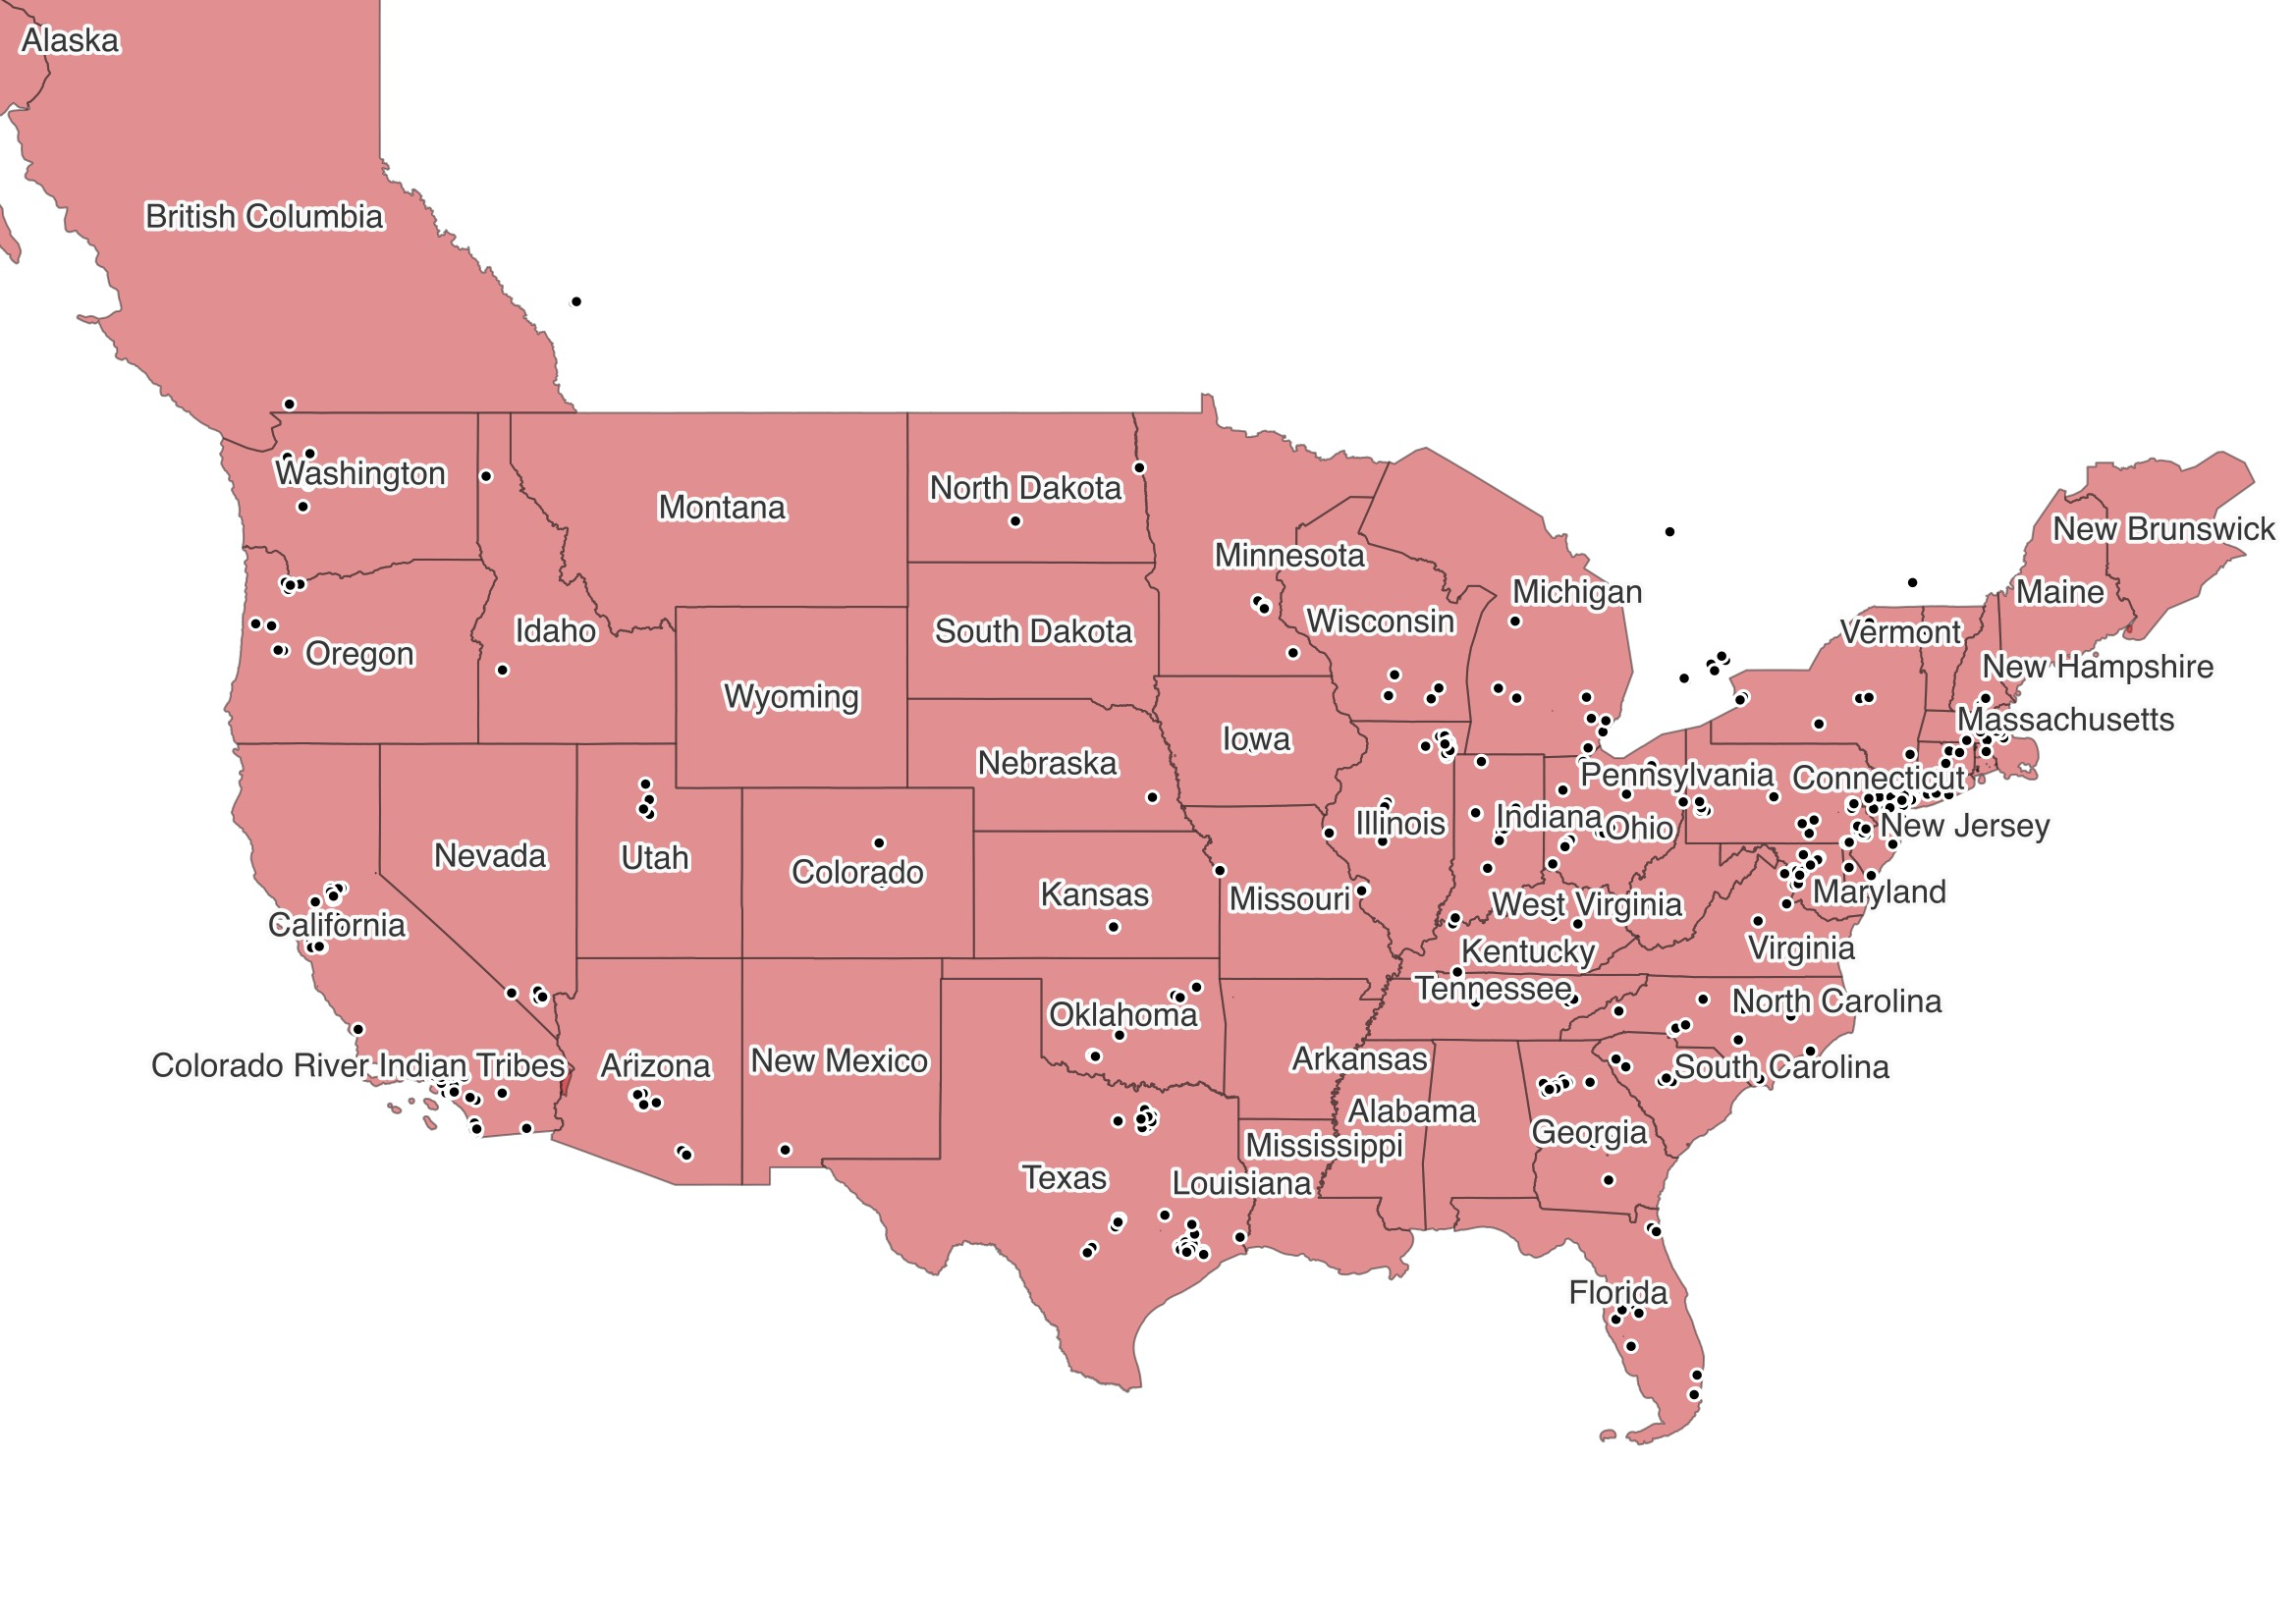 Alaska
British Columbia
Washington
Montana
North Dakota
Minnesota
New Brunswick
Maine
Michigan
Idaho
Oregon
South Dakota
Wisconsin
Vermont
New Hampshire
Wyoming
Massachusetts
Iowa
Nebraska
Pennsylvania
Connecticut
Nevada
Utah
Colorado
Illinois
Indiana
Ohio
New Jersey
Kansas
Missouri
West Virginia
Maryland
California
Kentucky
Virginia
Tennessee
North Carolina
Oklahoma
Colorado River Indian Tribes
Arizona
New Mexico
Arkansas
South Carolina
Alabama
Mississippi
Georgia
Texas
Louisiana
Florida